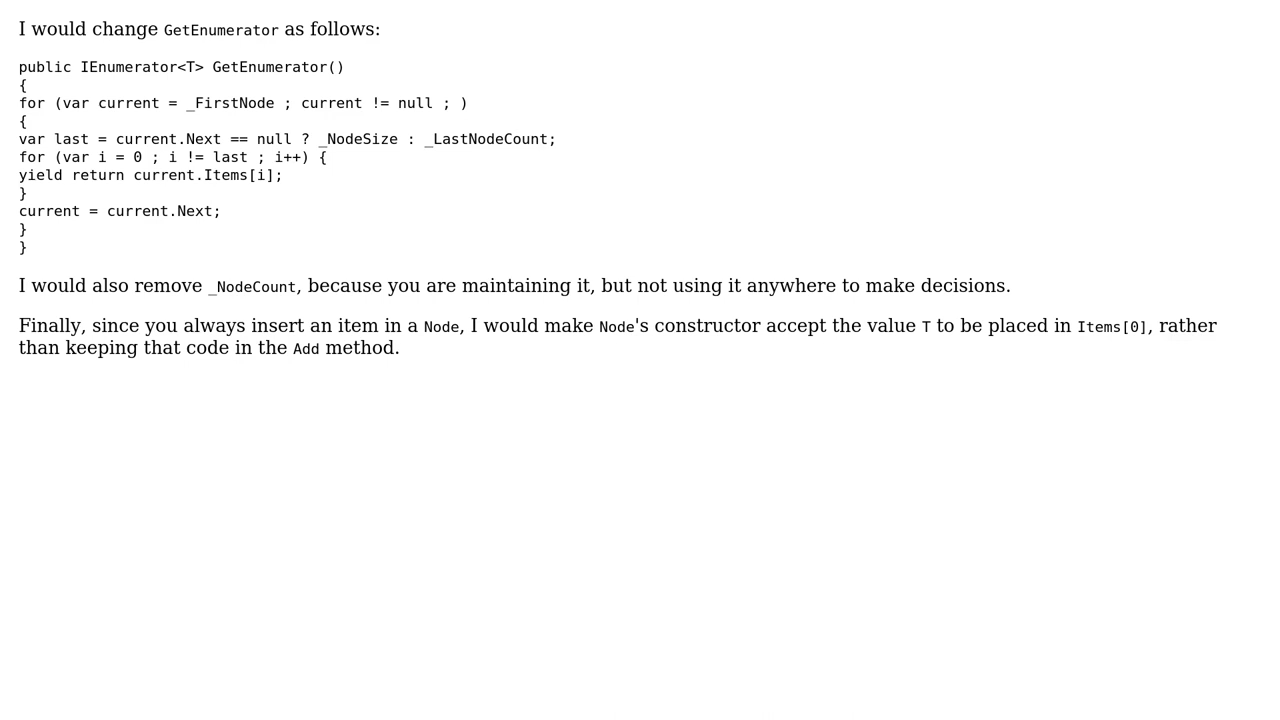 I would change GetEnumerator as follows:
public IEnumerator<T> GetEnumerator()
{
for (var current = _FirstNode ; current != null ; )
{
var last = current.Next == null ? _NodeSize : _LastNodeCount;
for (var i = 0 ; i != last ; i++) {
yield return current.Items[i];
}
current = current.Next;
}
}
I would also remove _NodeCount, because you are maintaining it, but not using it anywhere to make decisions.
Finally, since you always insert an item in a Node, I would make Node's constructor accept the value T to be placed in Items[0], rather
than keeping that code in the Add method.